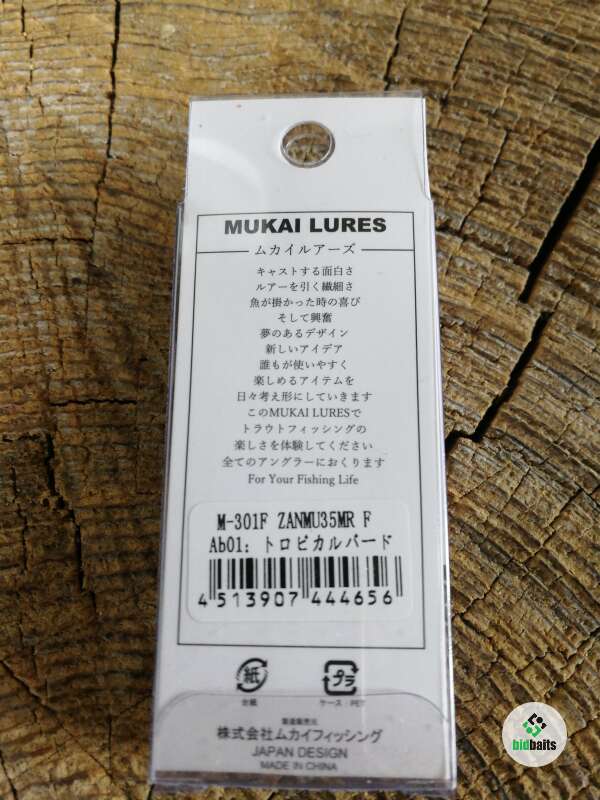 MUKAI LURES
ムカイルアーズ
キャストする面白さ
ルアーを引く繊細さ
魚が掛かった時の喜び
そして興奮
夢のあるデザイン
新しいアイデア
誰もが使いやすく
楽しめるアイテムを
日々考え形にしていきます
このMUKAI LURESで
トラウトフィッシングの
楽しさを体験してください
全てのアングラーにおくります
For Your Fishing Life
M-301F ZANMU35MR F
Ab01: トロピカルバード
4 513907 444656
紙 プラ
台紙 ケース:PET
製造販売元
株式会社ムカイフィッシング
JAPAN DESIGN
MADE IN CHINA
bidbaits